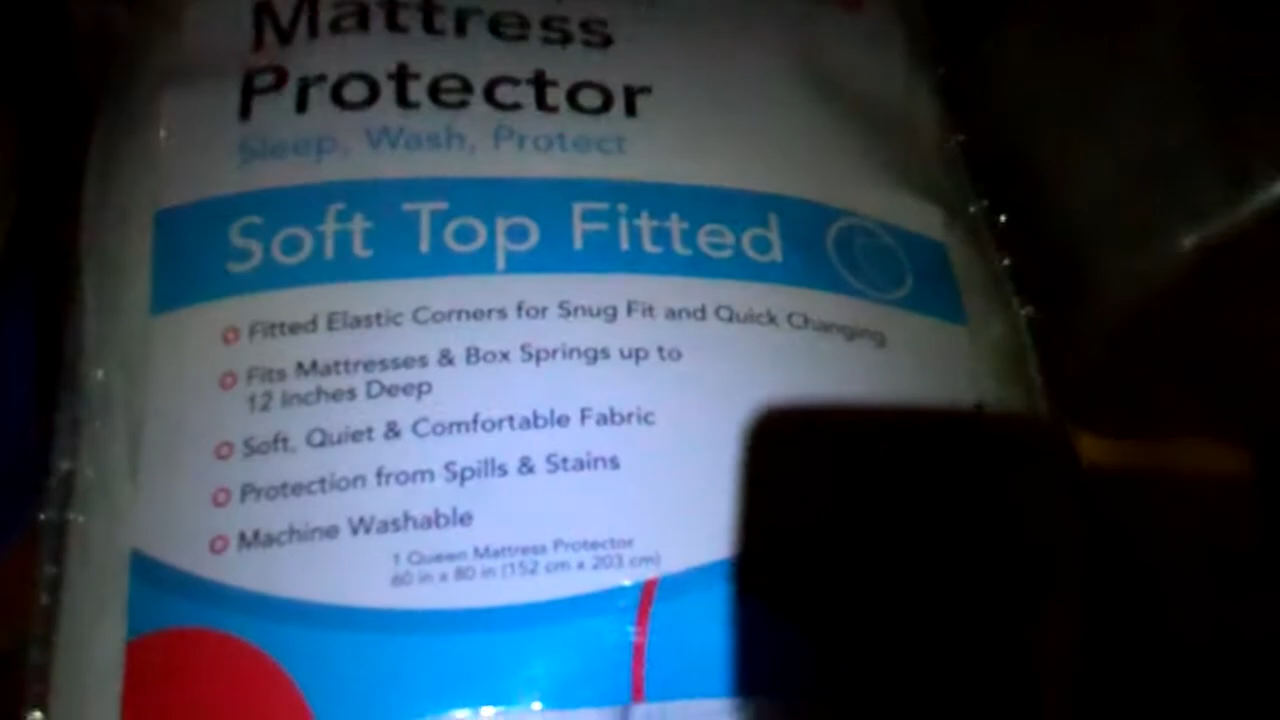 Mattress
Protector
Sleep, Wash, Protect
Soft Top Fitted
Fitted Elastic Corners for Snug Fit and Quick Changing
Fits Mattresses & Box Springs up to
12 Inches Deep
Soft, Quiet & Comfortable Fabric
Protection from Spills & Stains
Machine Washable
1 Queen Mattress Protector
60 in x 80 in (152 cm x 203 cm)